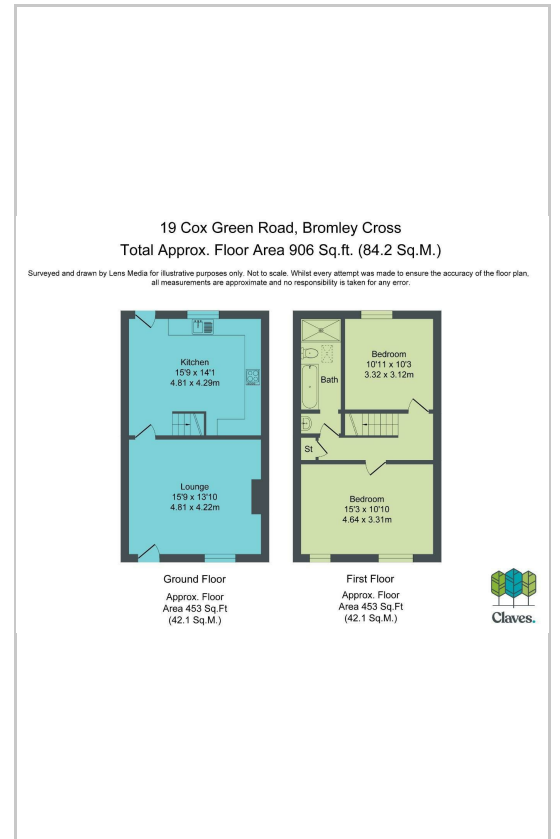 19 Cox Green Road, Bromley Cross
Total Approx. Floor Area 906 Sq.ft. (84.2 Sq.M.)
Surveyed and drawn by Lens Media for illustrative purposes only. Not to scale. Whilst every attempt was made to ensure the accuracy of the floor plan,
all measurements are approximate and no responsibility is taken for any error.
Kitchen
15'9 x 14'1
4.81 x 4.29m
Lounge
15'9 x 13'10
4.81 x 4.22m
Ground Floor
Approx. Floor
Area 453 Sq.Ft
(42.1 Sq.M.)
Bedroom
10'11 x 10'3
3.32 x 3.12m
Bath
St
Bedroom
15'3 x 10'10
4.64 x 3.31m
First Floor
Approx. Floor
Area 453 Sq.Ft
(42.1 Sq.M.)
Claves.